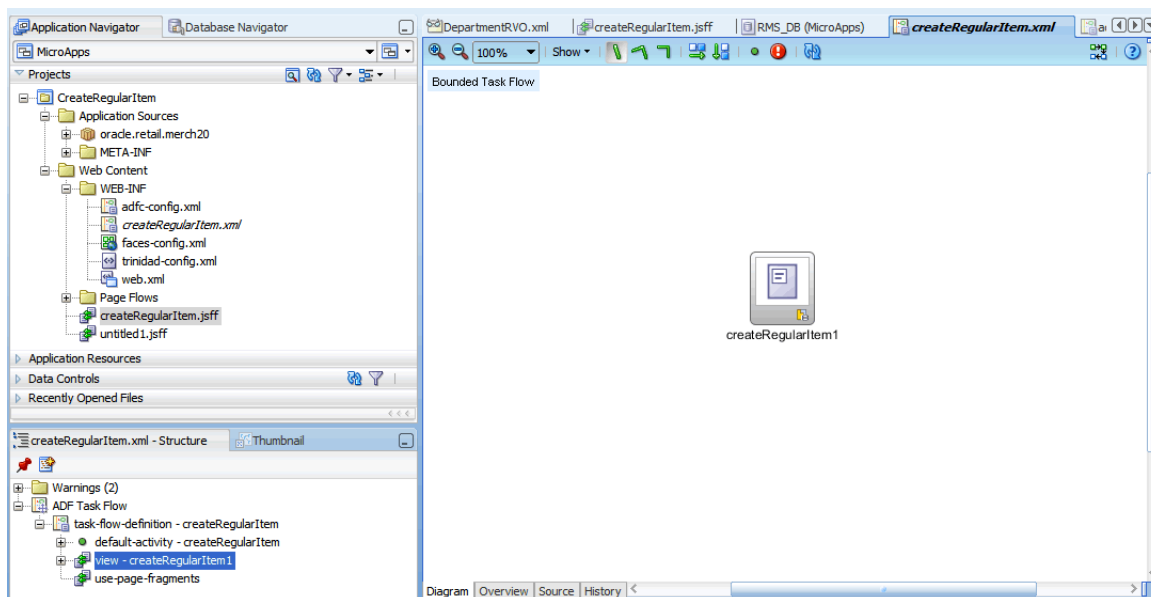 Application Navigator
Database Navigator
MicroApps
Projects
CreateRegularItem
Application Sources
oracle.retail.merch20
META-INF
Web Content
WEB-INF
adfc-config.xml
createRegularItem.xml
faces-config.xml
trinidad-config.xml
web.xml
Page Flows
createRegularItem.jsff
untitled1.jsff
Application Resources
Data Controls
Recently Opened Files
createRegularItem.xml - Structure
Thumbnail
Warnings (2)
ADF Task Flow
task-flow-definition - createRegularItem
default-activity - createRegularItem
view - createRegularItem1
use-page-fragments
DepartmentRVO.xml
createRegularItem.jsff
RMS_DB (MicroApps)
createRegularItem.xml
100%
Show
Bounded Task Flow
createRegularItem1
Diagram Overview Source History